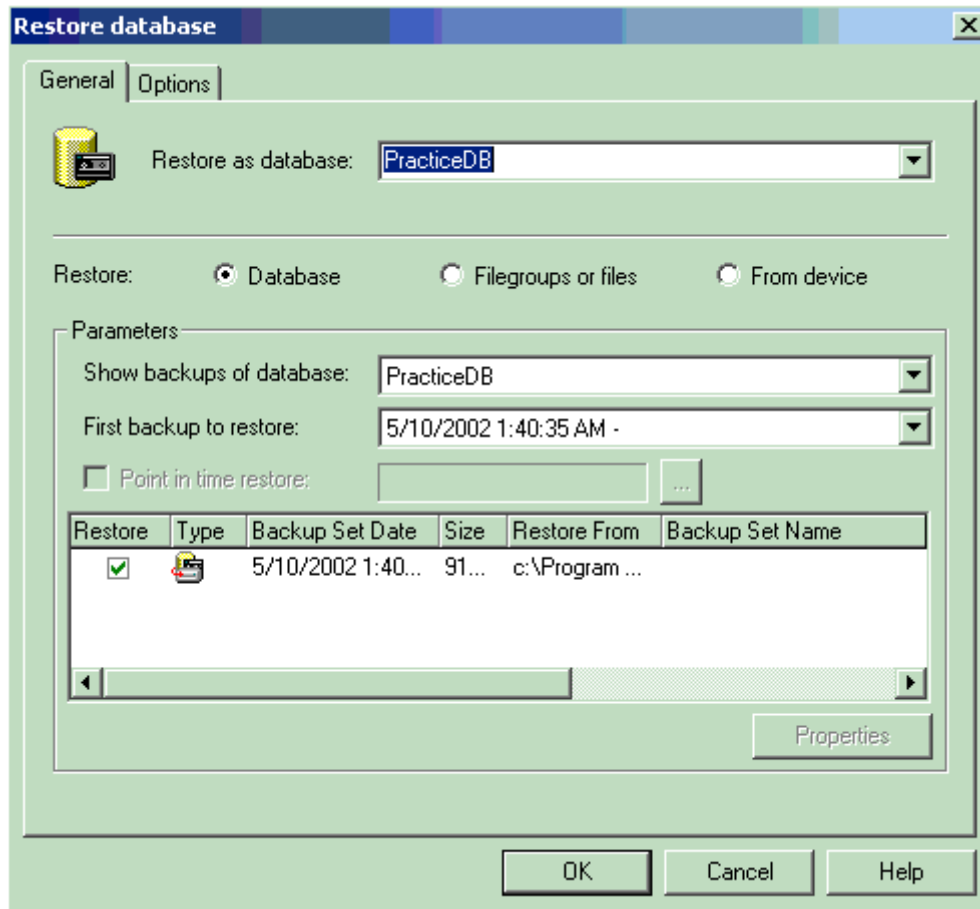 Restore database
General Options
Restore as database: PracticeDB
Restore: Database Filegroups or files From device
Parameters
Show backups of database: PracticeDB
First backup to restore: 5/10/2002 1:40:35 AM -
Point in time restore: ...
Restore Type Backup Set Date Size Restore From Backup Set Name
5/10/2002 1:40... 91... c:\Program ...
Properties
OK Cancel Help